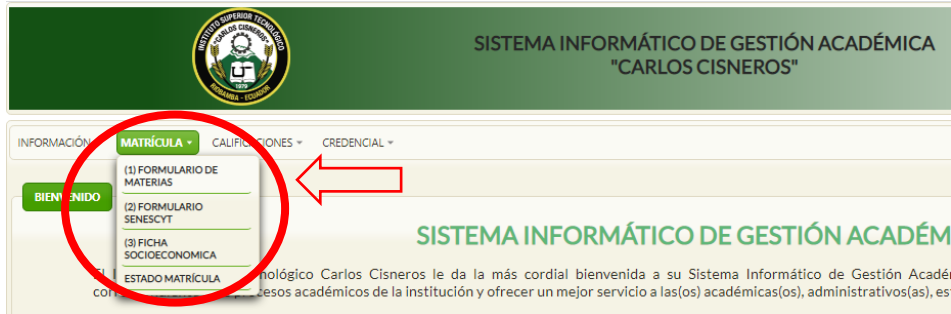 INSTITUTO SUPERIOR TECNOLÓGICO
"CARLOS CISNEROS"
1979
RIOBAMBA - ECUADOR
SISTEMA INFORMÁTICO DE GESTIÓN ACADÉMICA
"CARLOS CISNEROS"
INFORMACIÓN MATRÍCULA CALIFICACIONES CREDENCIAL
(1) FORMULARIO DE
MATERIAS
(2) FORMULARIO
SENESCYT
(3) FICHA
SOCIOECONOMICA
ESTADO MATRÍCULA
BIENVENIDO
SISTEMA INFORMÁTICO DE GESTIÓN ACADÉM
El nológico Carlos Cisneros le da la más cordial bienvenida a su Sistema Informático de Gestión Acadé
académicos de la institución y ofrecer un mejor servicio a las(os) académicas(os), administrativos(as), es